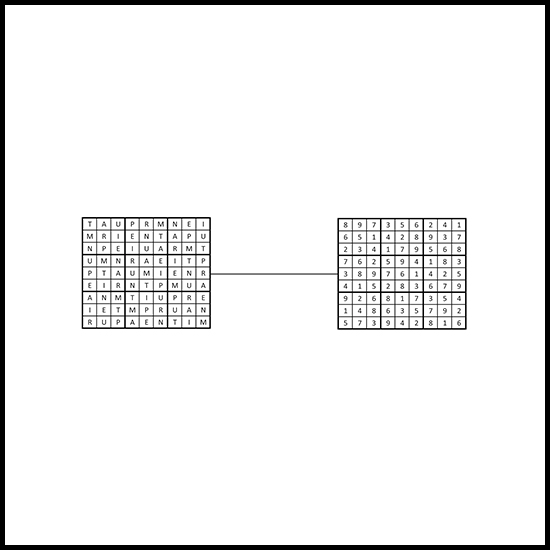 T A U P R M N E I
M R I E N T A P U
N P E I U A R M T
U M N R A E I T P
P T A U M I E N R
E I R N T P M U A
A N M T I U P R E
I E T M P R U A N
R U P A E N T I M
8 9 7 3 5 6 2 4 1
6 5 1 4 2 8 9 3 7
2 3 4 1 7 9 5 6 8
7 6 2 5 9 4 1 8 3
3 8 9 7 6 1 4 2 5
4 1 5 2 8 3 6 7 9
9 2 6 8 1 7 3 5 4
1 4 8 6 3 5 7 9 2
5 7 3 9 4 2 8 1 6